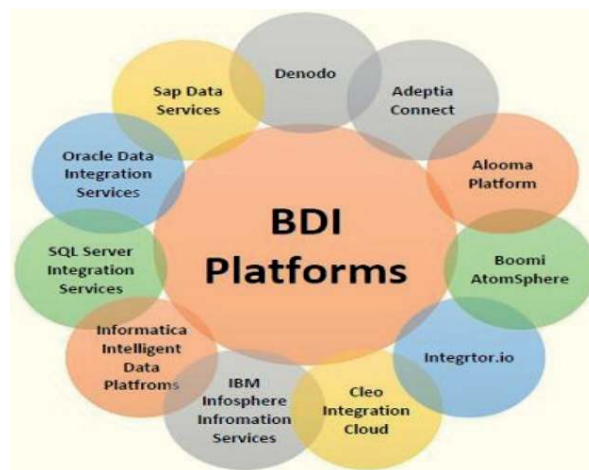 BDI
Platforms
Denodo
Adeptia
Connect
Alooma
Platform
Boomi
AtomSphere
Integrtor.io
Cleo
Integration
Cloud
IBM
Infosphere
Infromation
Services
Informatica
Intelligent
Data
Platfroms
SQL Server
Integration
Services
Oracle Data
Integration
Services
Sap Data
Services